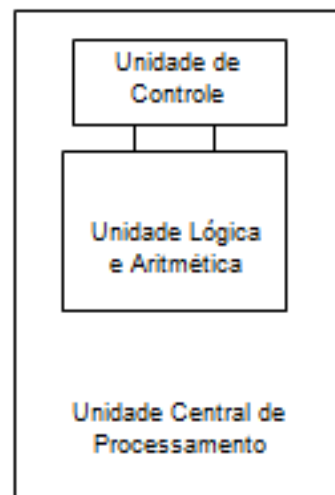 Unidade de
Controle
Unidade Lógica
e Aritmética
Unidade Central de
Processamento